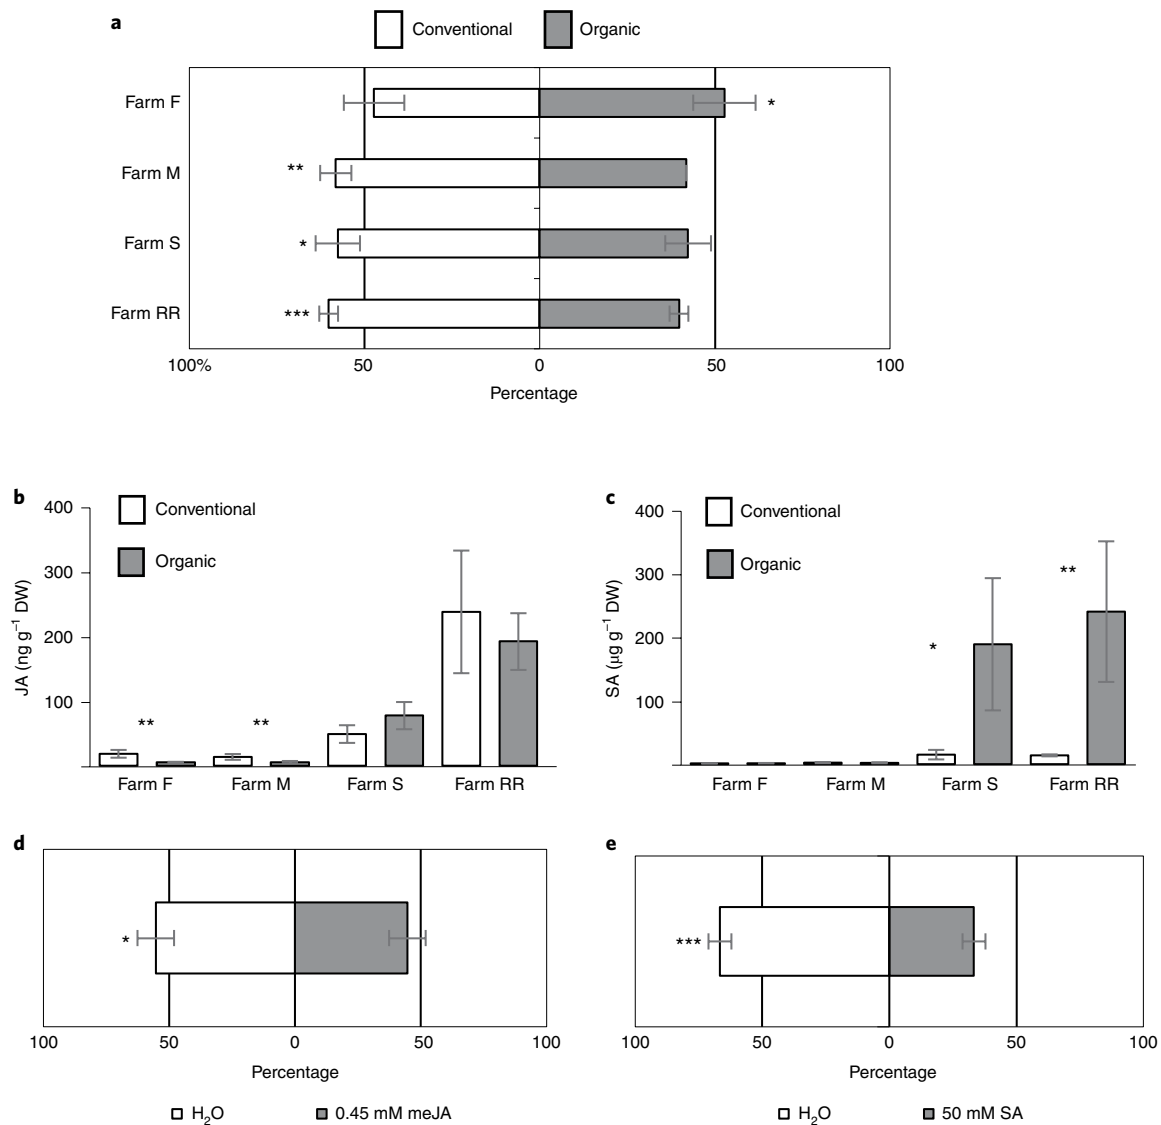 a
Conventional
Organic
Farm F
*
Farm M
**
Farm S
*
Farm RR
***
100%
50
0
50
100
Percentage
b
400
300
200
100
JA (ng g⁻¹ DW)
Conventional
Organic
**
**
Farm F
Farm M
Farm S
Farm RR
c
400
300
200
100
SA (µg g⁻¹ DW)
Conventional
Organic
*
**
Farm F
Farm M
Farm S
Farm RR
d
*
100
50
0
50
100
Percentage
H₂O
0.45 mM meJA
e
***
100
50
0
50
100
Percentage
H₂O
50 mM SA